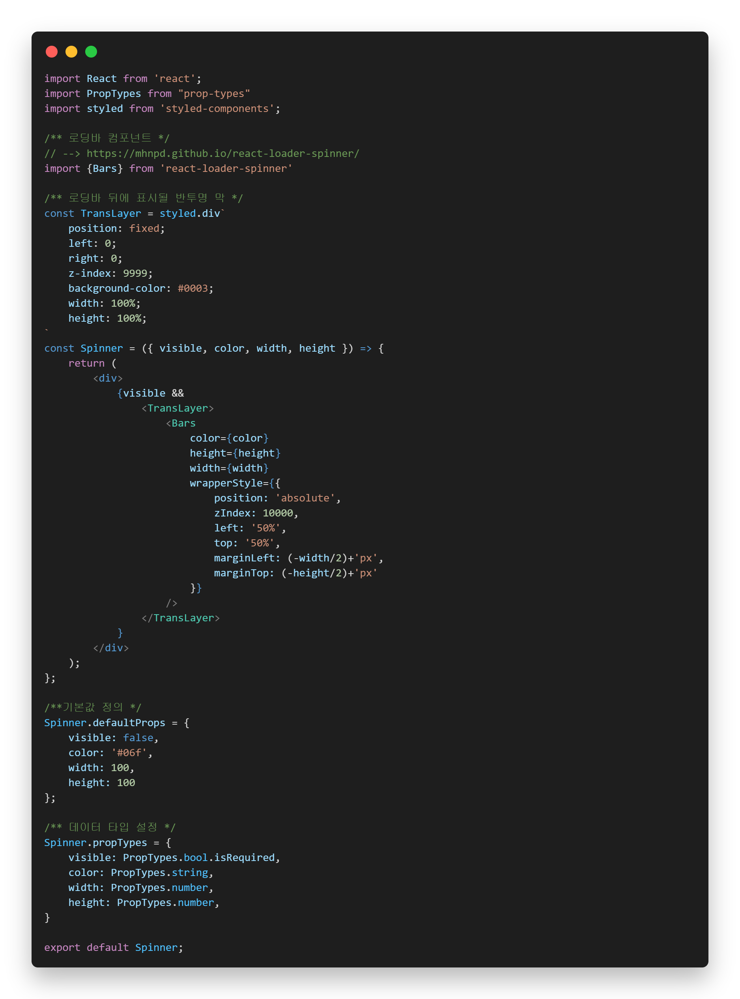 import React from 'react';
import PropTypes from "prop-types"
import styled from 'styled-components';

/** 로딩바 컴포넌트 */
// --> https://mhnpd.github.io/react-loader-spinner/
import {Bars} from 'react-loader-spinner'

/** 로딩바 뒤에 표시될 반투명 막 */
const TransLayer = styled.div`
    position: fixed;
    left: 0;
    right: 0;
    z-index: 9999;
    background-color: #0003;
    width: 100%;
    height: 100%;
`
const Spinner = ({ visible, color, width, height }) => {
    return (
        <div>
            {visible &&
                <TransLayer>
                    <Bars
                        color={color}
                        height={height}
                        width={width}
                        wrapperStyle={{
                            position: 'absolute',
                            zIndex: 10000,
                            left: '50%',
                            top: '50%',
                            marginLeft: (-width/2)+'px',
                            marginTop: (-height/2)+'px'
                        }}
                    />
                </TransLayer>
            }
        </div>
    );
};

/**기본값 정의 */
Spinner.defaultProps = {
    visible: false,
    color: '#06f',
    width: 100,
    height: 100
};

/** 데이터 타입 설정 */
Spinner.propTypes = {
    visible: PropTypes.bool.isRequired,
    color: PropTypes.string,
    width: PropTypes.number,
    height: PropTypes.number,
}

export default Spinner;